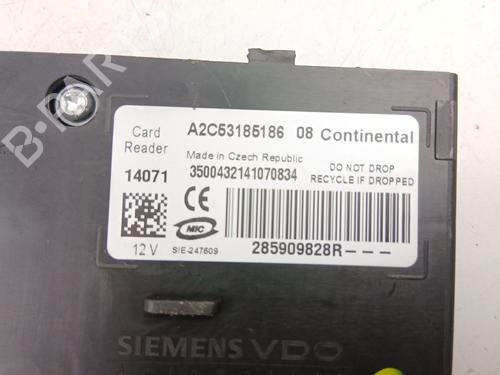 B-PARTS
Card Reader
A2C53185186 08 Continental
Made in Czech Republic
DO NOT DROP
RECYCLE IF DROPPED
14071
3500432141070834
CE
MIC
12 V
SIE-247609
285909828R---
SIEMENS VDO